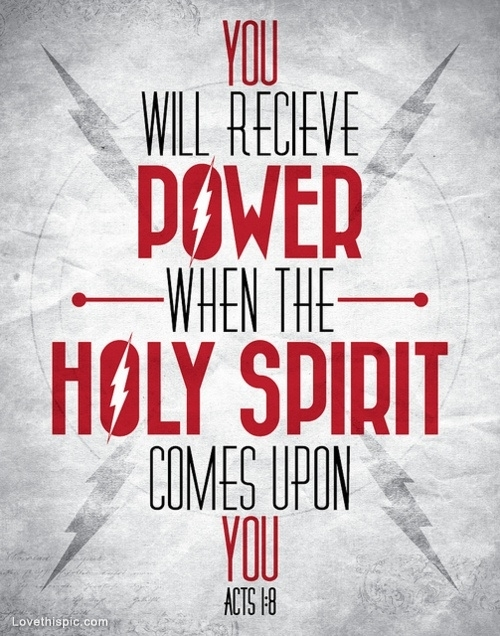 YOU
WILL RECIEVE
POWER
WHEN THE
HOLY SPIRIT
COMES UPON
YOU
ACTS 1:8
Lovethispic.com